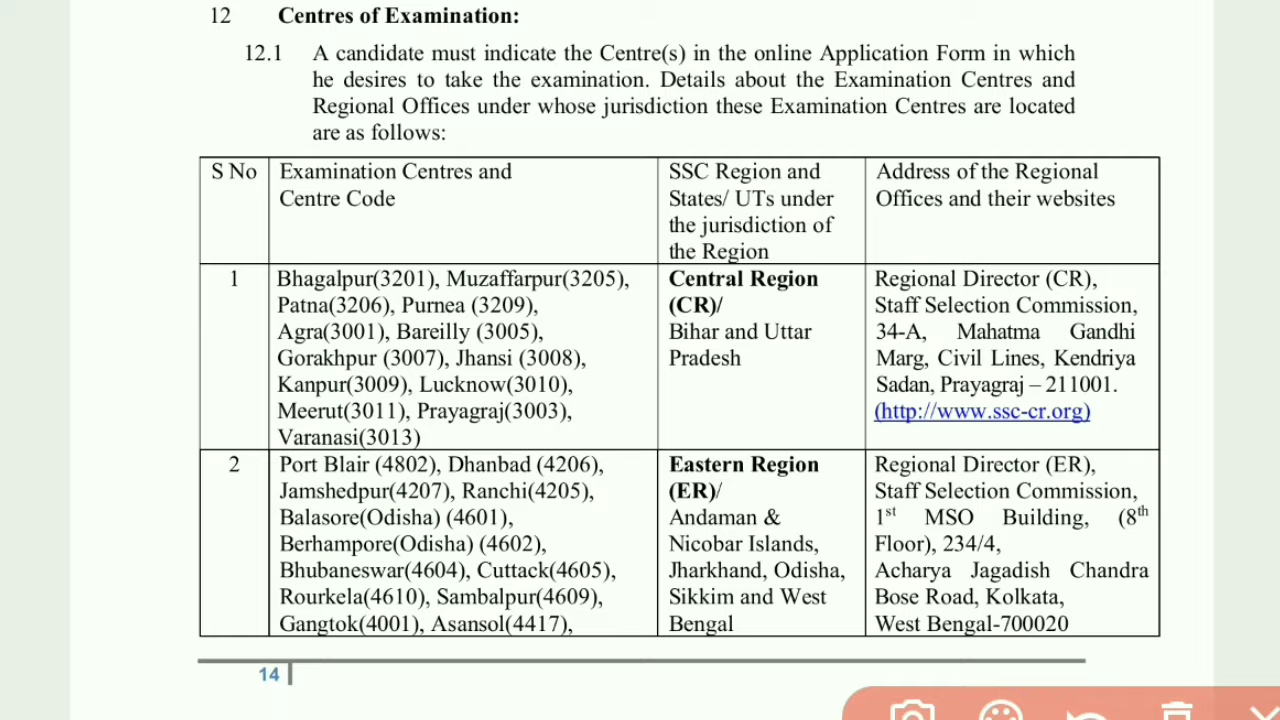 12 Centres of Examination:
12.1 A candidate must indicate the Centre(s) in the online Application Form in which
he desires to take the examination. Details about the Examination Centres and
Regional Offices under whose jurisdiction these Examination Centres are located
are as follows:
S No
Examination Centres and
Centre Code
SSC Region and
States/ UTs under
the jurisdiction of
the Region
Address of the Regional
Offices and their websites
1
Bhagalpur(3201), Muzaffarpur(3205),
Patna(3206), Purnea (3209),
Agra(3001), Bareilly (3005),
Gorakhpur (3007), Jhansi (3008),
Kanpur(3009), Lucknow(3010),
Meerut(3011), Prayagraj(3003),
Varanasi(3013)
Central Region
(CR)/
Bihar and Uttar
Pradesh
Regional Director (CR),
Staff Selection Commission,
34-A, Mahatma Gandhi
Marg, Civil Lines, Kendriya
Sadan, Prayagraj – 211001.
(http://www.ssc-cr.org)
2
Port Blair (4802), Dhanbad (4206),
Jamshedpur(4207), Ranchi(4205),
Balasore(Odisha) (4601),
Berhampore(Odisha) (4602),
Bhubaneswar(4604), Cuttack(4605),
Rourkela(4610), Sambalpur(4609),
Gangtok(4001), Asansol(4417),
Eastern Region
(ER)/
Andaman &
Nicobar Islands,
Jharkhand, Odisha,
Sikkim and West
Bengal
Regional Director (ER),
Staff Selection Commission,
1st MSO Building, (8th
Floor), 234/4,
Acharya Jagadish Chandra
Bose Road, Kolkata,
West Bengal-700020
14